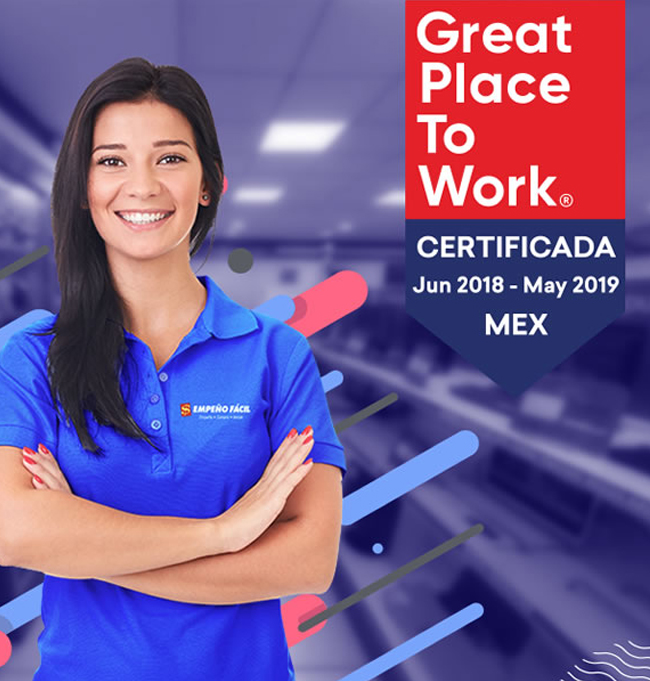 Great
Place
To
Work®
CERTIFICADA
Jun 2018 - May 2019
MEX
EMPEÑO FÁCIL